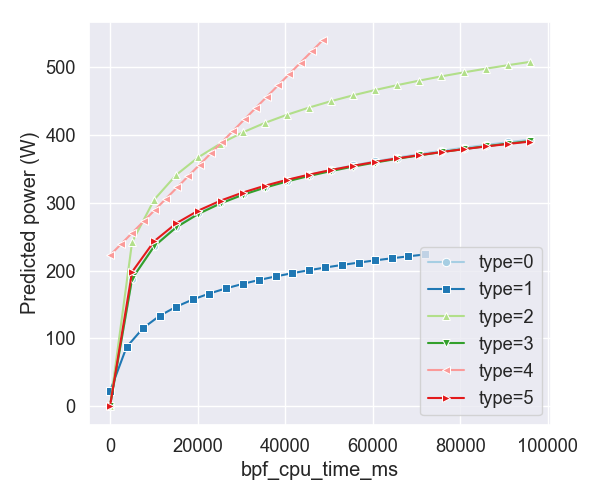 Predicted power (W)
500
400
300
200
100
0
0 20000 40000 60000 80000 100000
bpf_cpu_time_ms
type=0
type=1
type=2
type=3
type=4
type=5